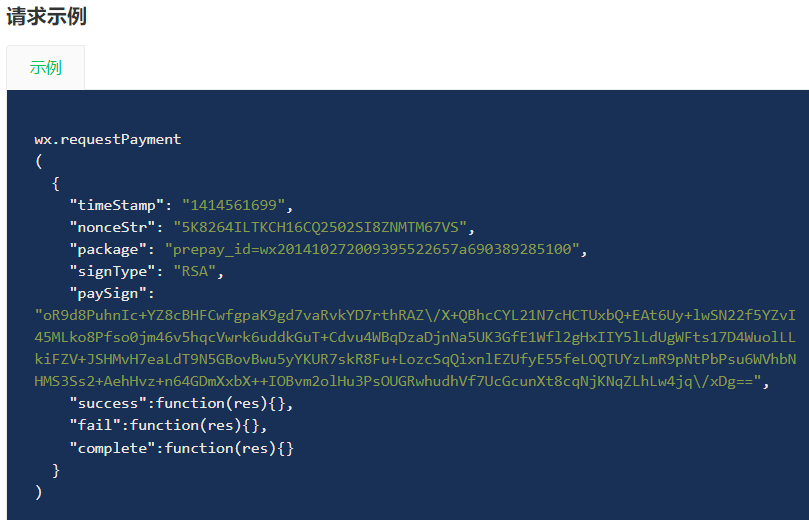 请求示例
示例
wx.requestPayment
(
  {
    "timeStamp": "1414561699",
    "nonceStr": "5K8264ILTKCH16CQ2502SI8ZNMTM67VS",
    "package": "prepay_id=wx201410272009395522657a690389285100",
    "signType": "RSA",
    "paySign":
"oR9d8PuhnIc+YZ8cBHFCwfgpaK9gd7vaRvkYD7rthRAZ\/X+QBhcCYL21N7cHCTUxbQ+EAt6Uy+lwSN22f5YZvI
45MLko8Pfso0jm46v5hqcVwrk6uddkGuT+Cdvu4WBqDzaDjnNa5UK3GfE1Wfl2gHxIIY5lLdUgWFts17D4WuolLL
kiFZV+JSHMvH7eaLdT9N5GBovBwu5yYKUR7skR8Fu+LozcSqQixnlEZUfyE55feLOQTUYzLmR9pNtPbPsu6WVhbN
HMS3Ss2+AehHvz+n64GDmXxbX++IOBvm2olHu3PsOUGRwhudhVf7UcGcunXt8cqNjKNqZLhLw4jq\/xDg==",
    "success":function(res){},
    "fail":function(res){},
    "complete":function(res){}
  }
)